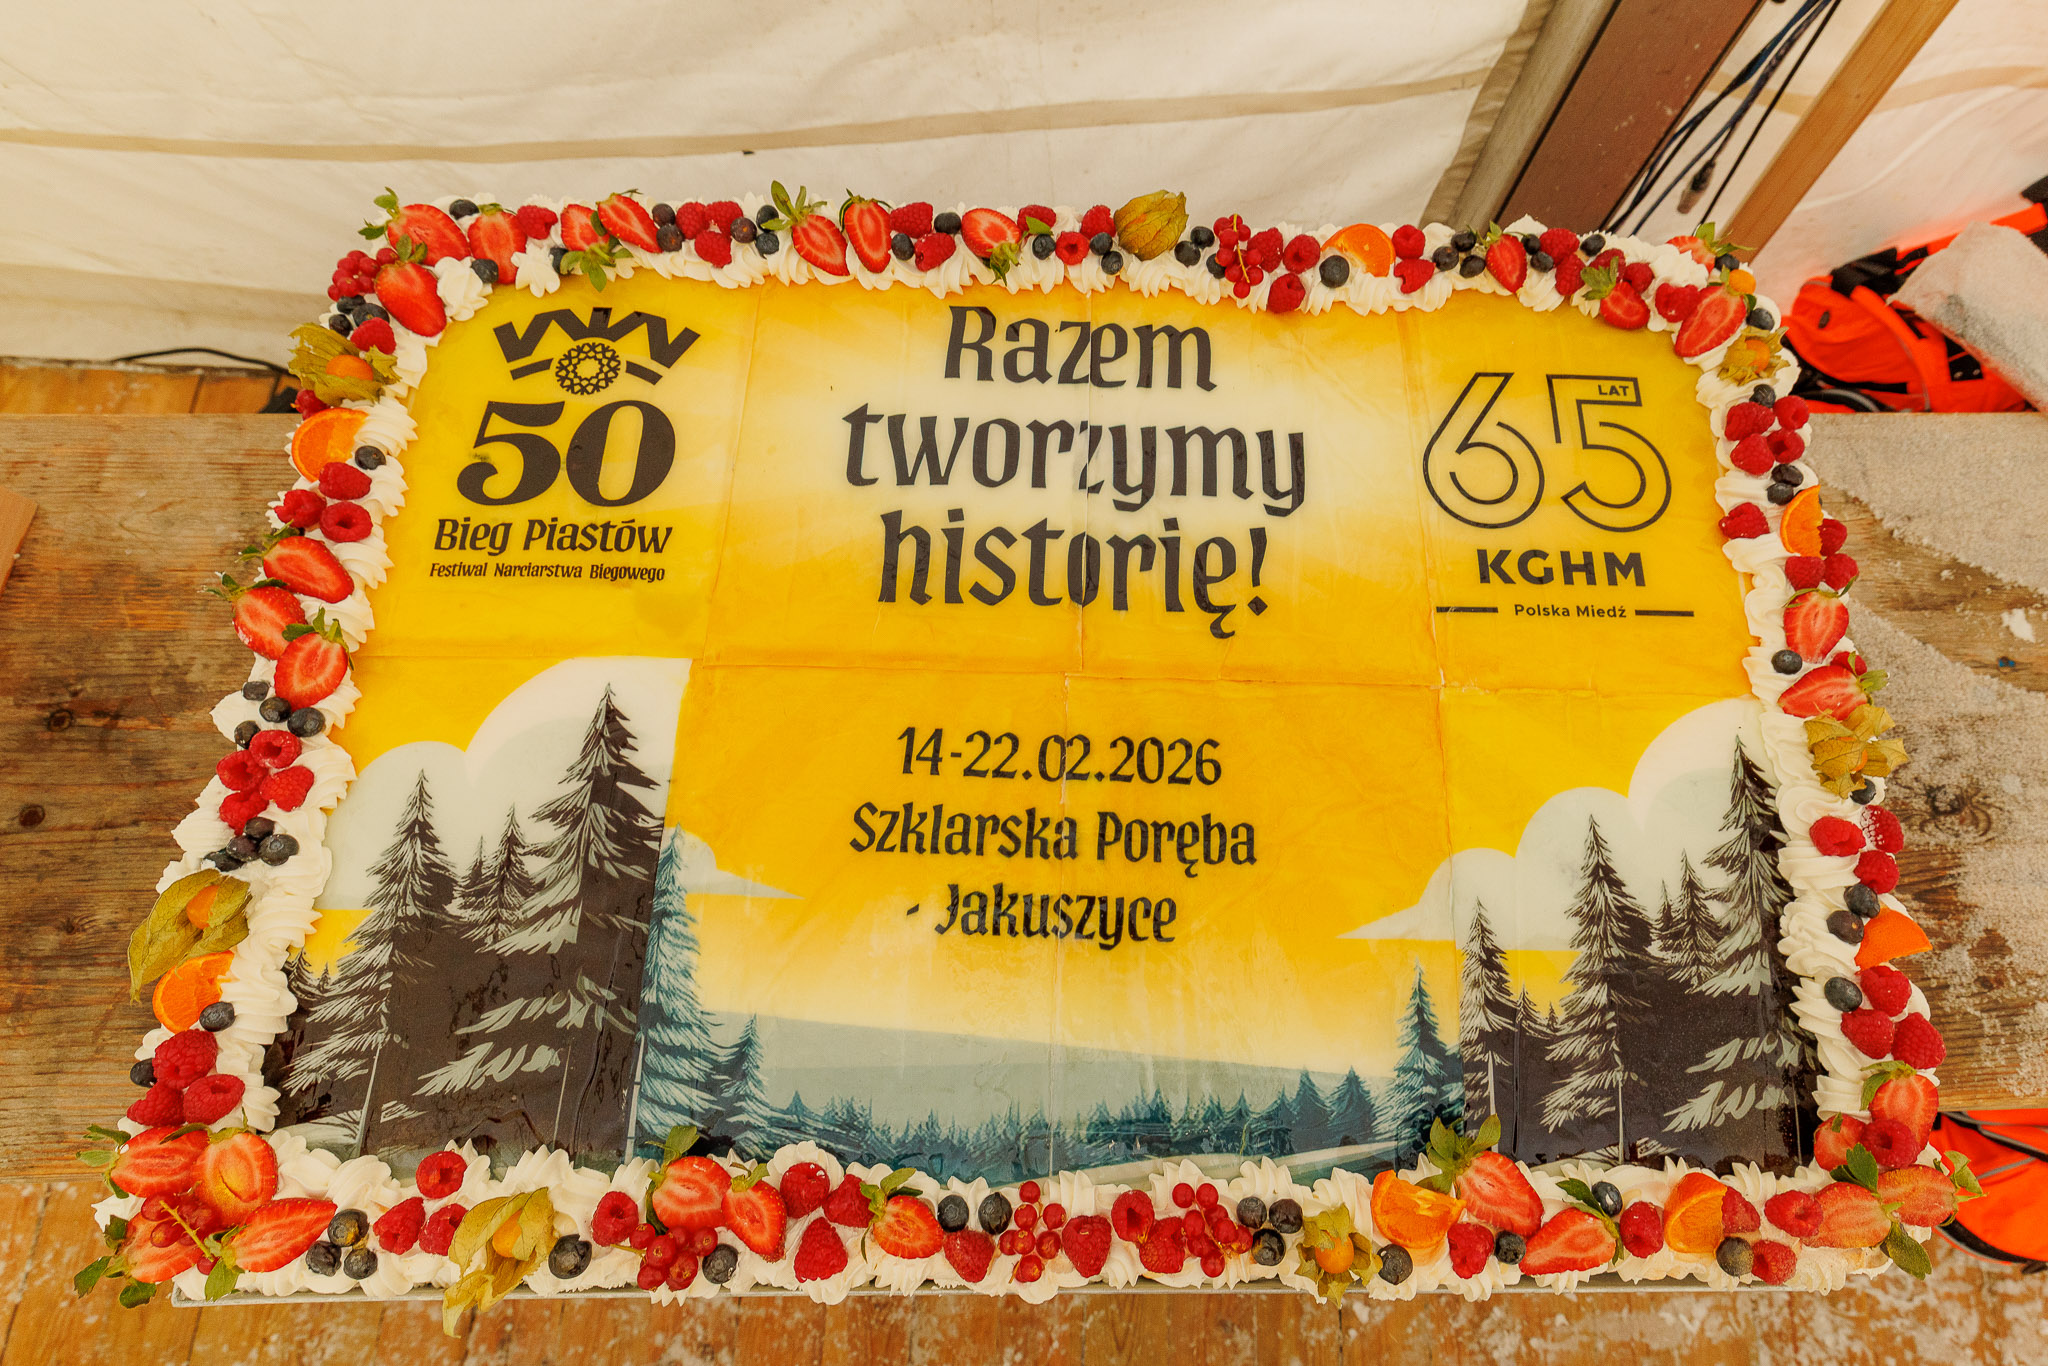 50
Bieg Piastów
Festiwal Narciarstwa Biegowego
Razem
tworzymy
historię!
65
LAT
KGHM
Polska Miedź
14-22.02.2026
Szklarska Poręba
- Jakuszyce